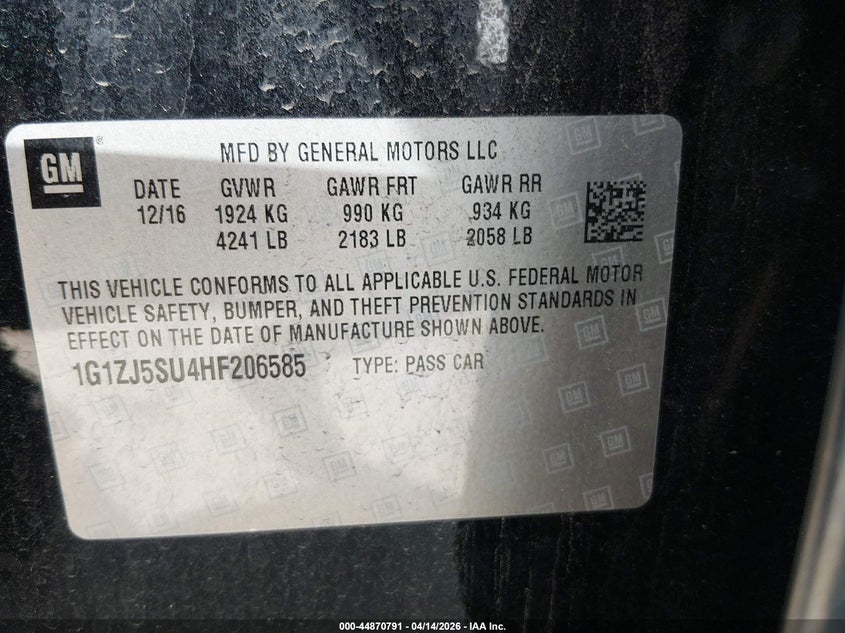 GM
MFD BY GENERAL MOTORS LLC
DATE GVWR GAWR FRT GAWR RR
12/16 1924 KG 990 KG 934 KG
4241 LB 2183 LB 2058 LB
THIS VEHICLE CONFORMS TO ALL APPLICABLE U.S. FEDERAL MOTOR
VEHICLE SAFETY, BUMPER, AND THEFT PREVENTION STANDARDS IN
EFFECT ON THE DATE OF MANUFACTURE SHOWN ABOVE.
1G1ZJ5SU4HF206585 TYPE: PASS CAR
000-44870791 | 04/14/2026 | IAA Inc.